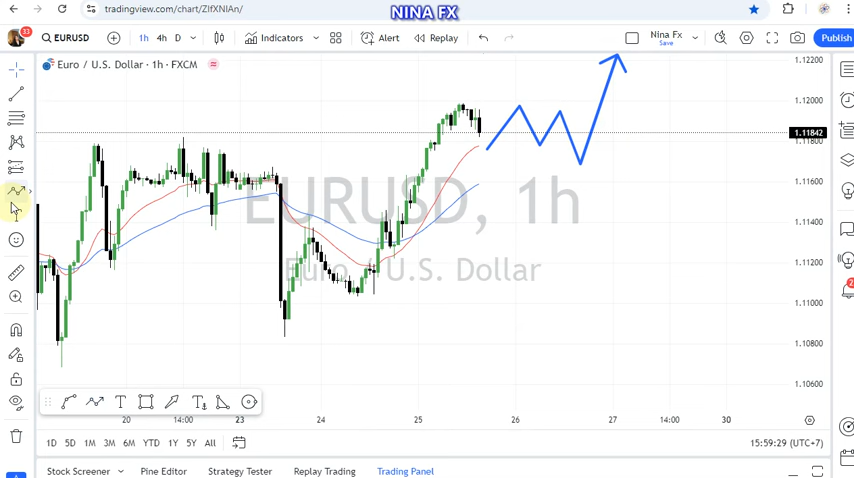 NINA FX
tradingview.com/chart/ZIfXNIAn/
33
EURUSD
1h 4h D
Indicators
Alert
Replay
Nina Fx
Save
Publish
Euro / U.S. Dollar · 1h · FXCM
1.12200
1.12000
1.11842
1.11800
1.11600
1.11400
1.11200
1.11000
1.10800
1.10600
EURUSD, 1h
Euro / U.S. Dollar
20 14:00 23 24 25 26 27 14:00 30
1D 5D 1M 3M 6M YTD 1Y 5Y All
15:59:29 (UTC+7)
Stock Screener Pine Editor Strategy Tester Replay Trading Trading Panel